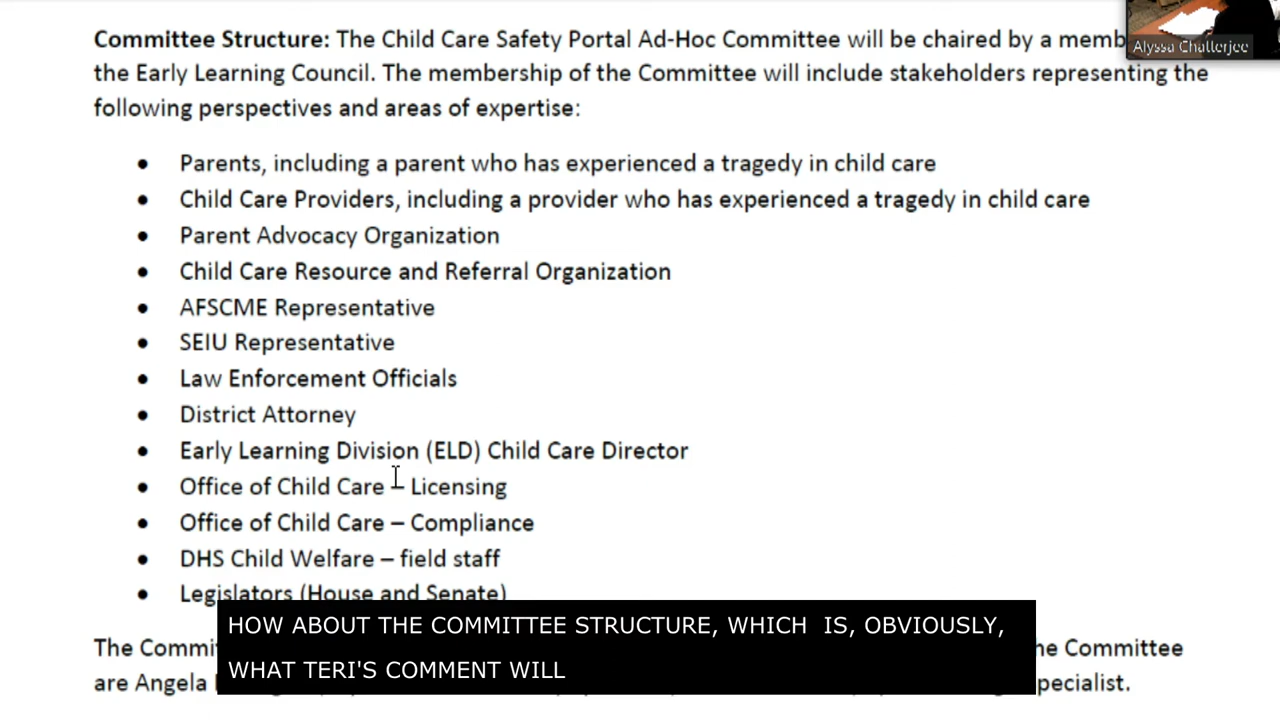 Committee Structure: The Child Care Safety Portal Ad-Hoc Committee will be chaired by a
the Early Learning Council. The membership of the Committee will include stakeholders representing the
following perspectives and areas of expertise:
• Parents, including a parent who has experienced a tragedy in child care
• Child Care Providers, including a provider who has experienced a tragedy in child care
• Parent Advocacy Organization
• Child Care Resource and Referral Organization
• AFSCME Representative
• SEIU Representative
• Law Enforcement Officials
• District Attorney
• Early Learning Division (ELD) Child Care Director
• Office of Child Care – Licensing
• Office of Child Care – Compliance
• DHS Child Welfare – field staff
• Legislators (House and Senate)
The Committee
are Angela
Alyssa Chatterjee
HOW ABOUT THE COMMITTEE STRUCTURE, WHICH IS, OBVIOUSLY,
WHAT TERI'S COMMENT WILL